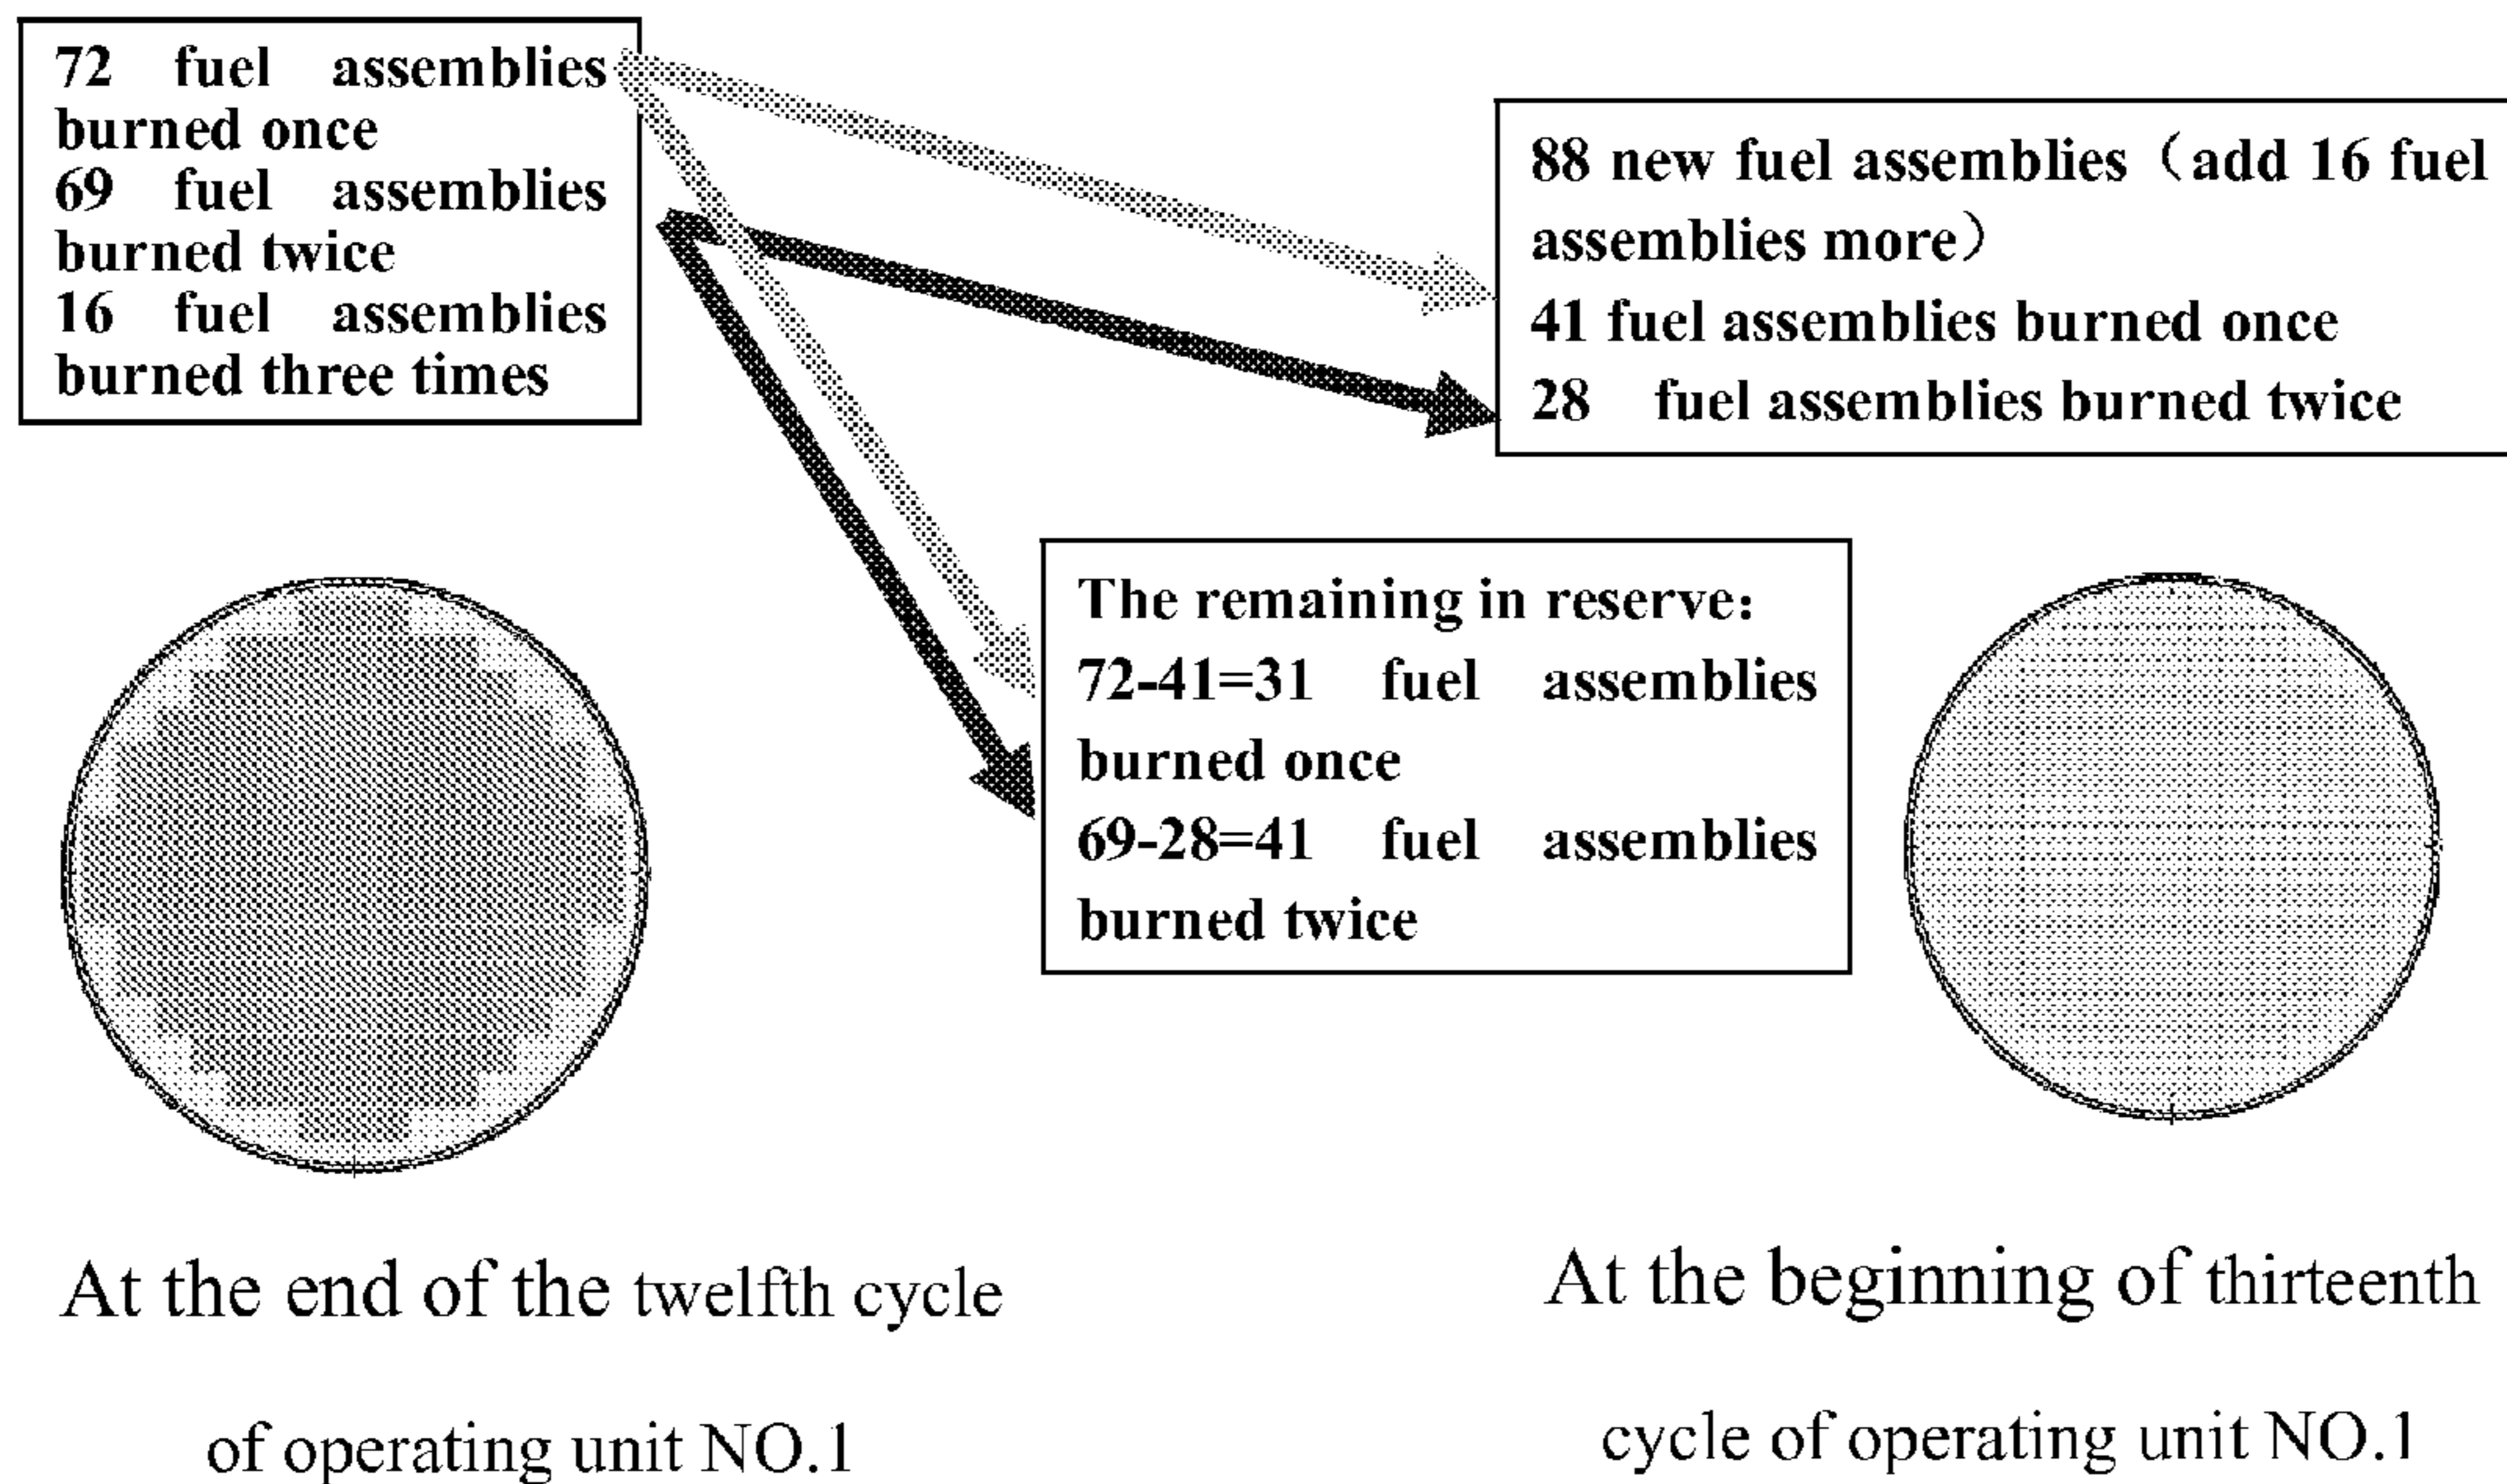 72 fuel assemblies
burned once
69 fuel assemblies
burned twice
16 fuel assemblies
burned three times
88 new fuel assemblies（add 16 fuel
assemblies more）
41 fuel assemblies burned once
28 fuel assemblies burned twice
The remaining in reserve：
72-41=31 fuel assemblies
burned once
69-28=41 fuel assemblies
burned twice
At the end of the twelfth cycle
of operating unit NO.1
At the beginning of thirteenth
cycle of operating unit NO.1